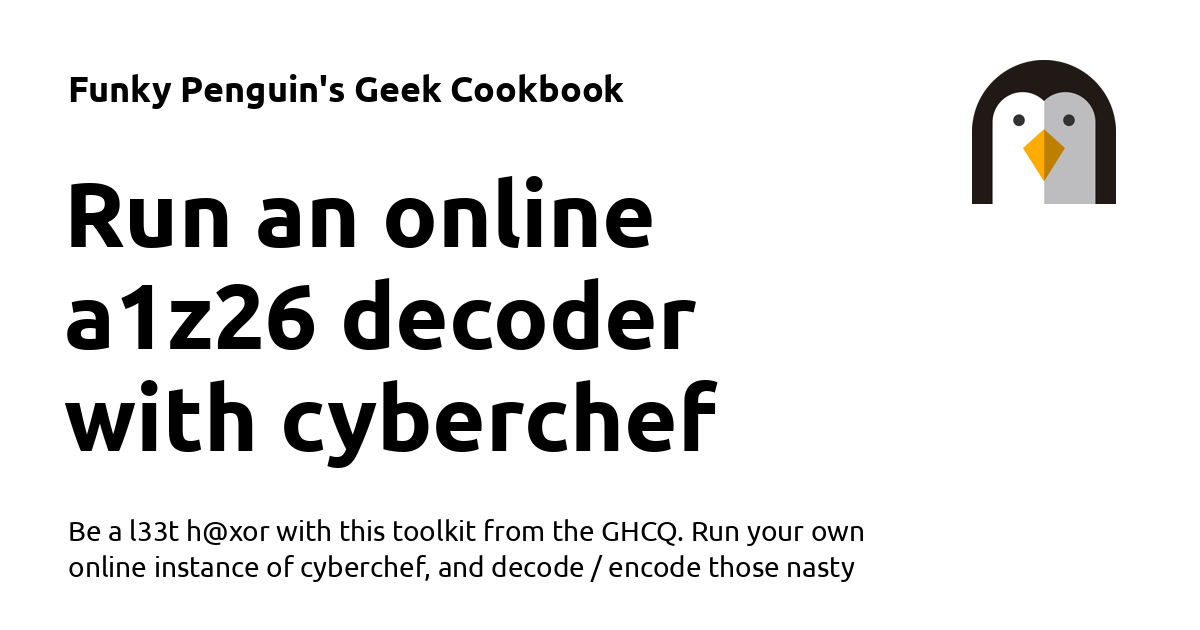 Funky Penguin's Geek Cookbook
Run an online
a1z26 decoder
with cyberchef
Be a l33t h@xor with this toolkit from the GHCQ. Run your own
online instance of cyberchef, and decode / encode those nasty